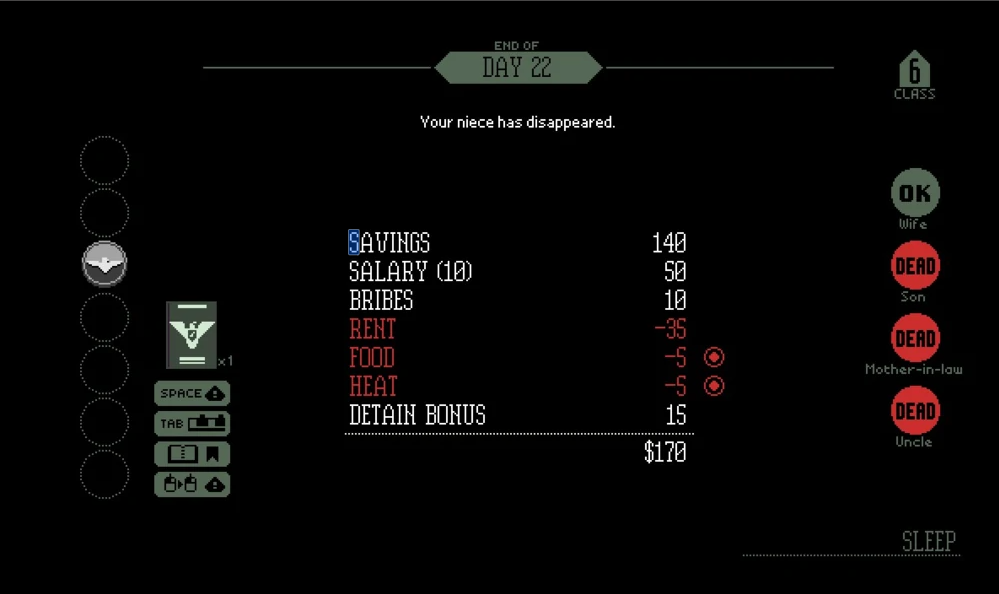 END OF
DAY 22
6
CLASS
Your niece has disappeared.
OK
Wife
SAVINGS 140
DEAD
Son
SALARY (10) 50
BRIBES 10
RENT -35
DEAD
Mother-in-law
FOOD -5
x1
HEAT -5
SPACE
DEAD
Uncle
DETAIN BONUS 15
TAB
$170
SLEEP